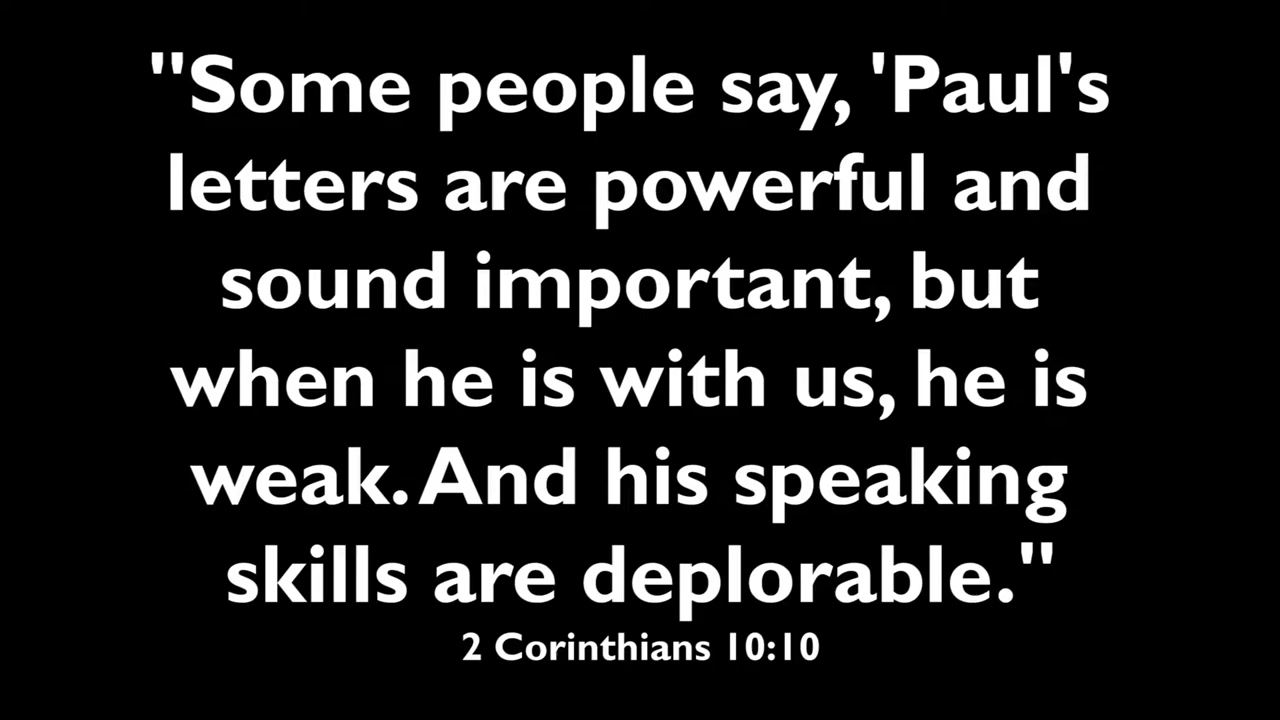 "Some people say, 'Paul's
letters are powerful and
sound important, but
when he is with us, he is
weak. And his speaking
skills are deplorable."
2 Corinthians 10:10